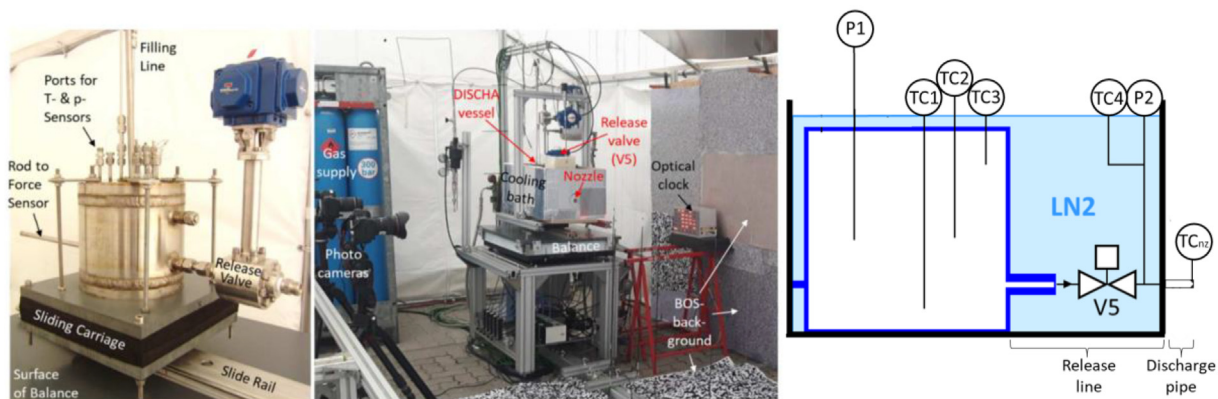 Filling
Line
Ports for
T- & p-
Sensors
Rod to
Force
Sensor
Release
Valve
Sliding Carriage
Slide Rail
Surface
of Balance
DISCHA
vessel
Release
valve
(V5)
Gas
supply
300
bar
Cooling
bath
Nozzle
Optical
clock
Balance
Photo
cameras
BOS-
back-
ground
P1
TC1
TC2
TC3
TC4
P2
LN2
TCnz
V5
Release
line
Discharge
pipe